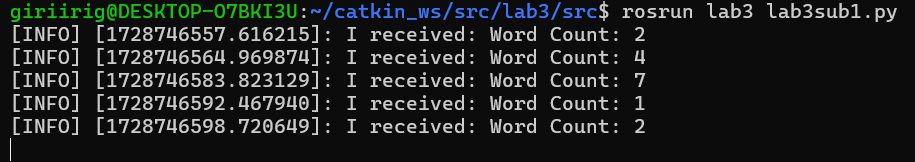 giriirig@DESKTOP-O7BKI3U:~/catkin_ws/src/lab3/src$ rosrun lab3 lab3sub1.py
[INFO] [1728746557.616215]: I received: Word Count: 2
[INFO] [1728746564.969874]: I received: Word Count: 4
[INFO] [1728746583.823129]: I received: Word Count: 7
[INFO] [1728746592.467940]: I received: Word Count: 1
[INFO] [1728746598.720649]: I received: Word Count: 2